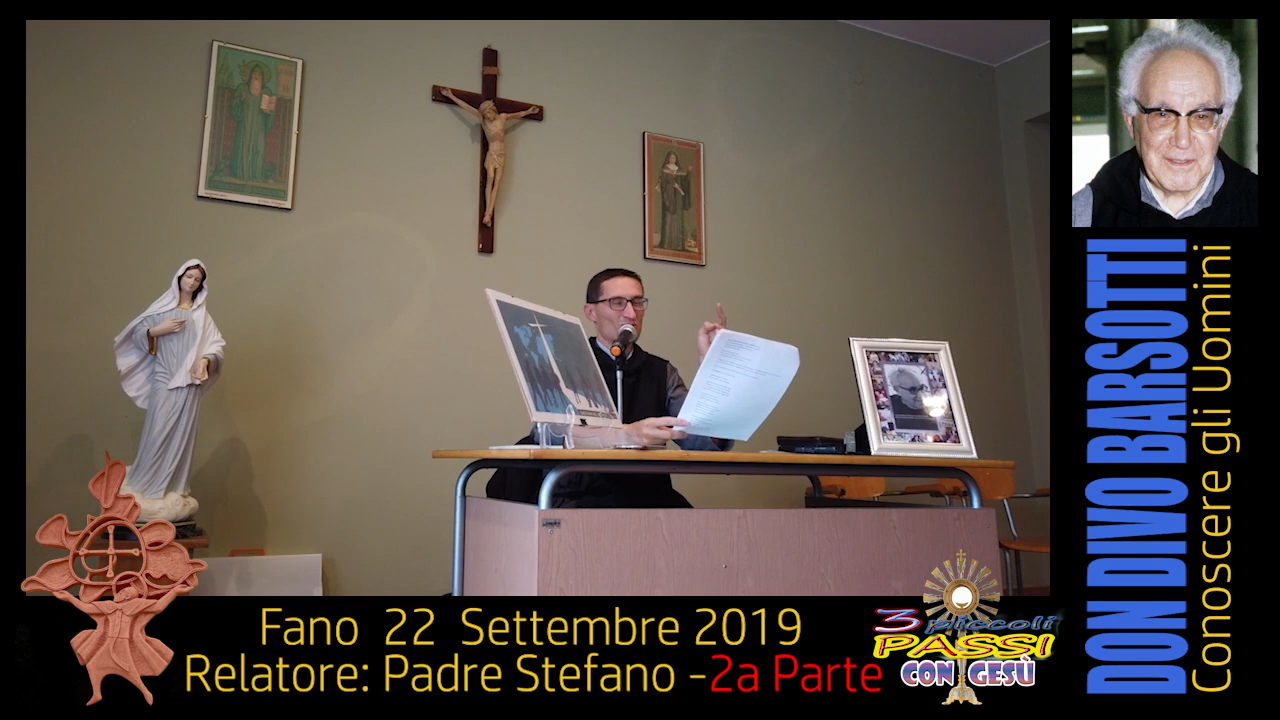 Fano 22 Settembre 2019
Relatore: Padre Stefano -2a Parte
3 piccoli
PASSI
CON GESÙ
DON DIVO BARSOTTI
Conoscere gli Uomini